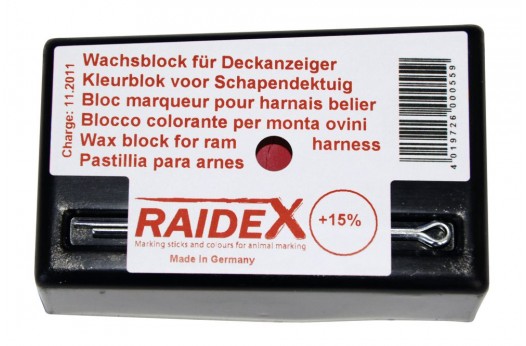 Charge: 11.2011
Wachsblock für Deckanzeiger
Kleurblok voor Schapendektuig
Bloc marqueur pour harnais belier
Blocco colorante per monta ovini
Wax block for ram harness
Pastillia para arnes
4 019726 000559
RAIDEX
+15%
Marking sticks and colours for animal marking
Made in Germany